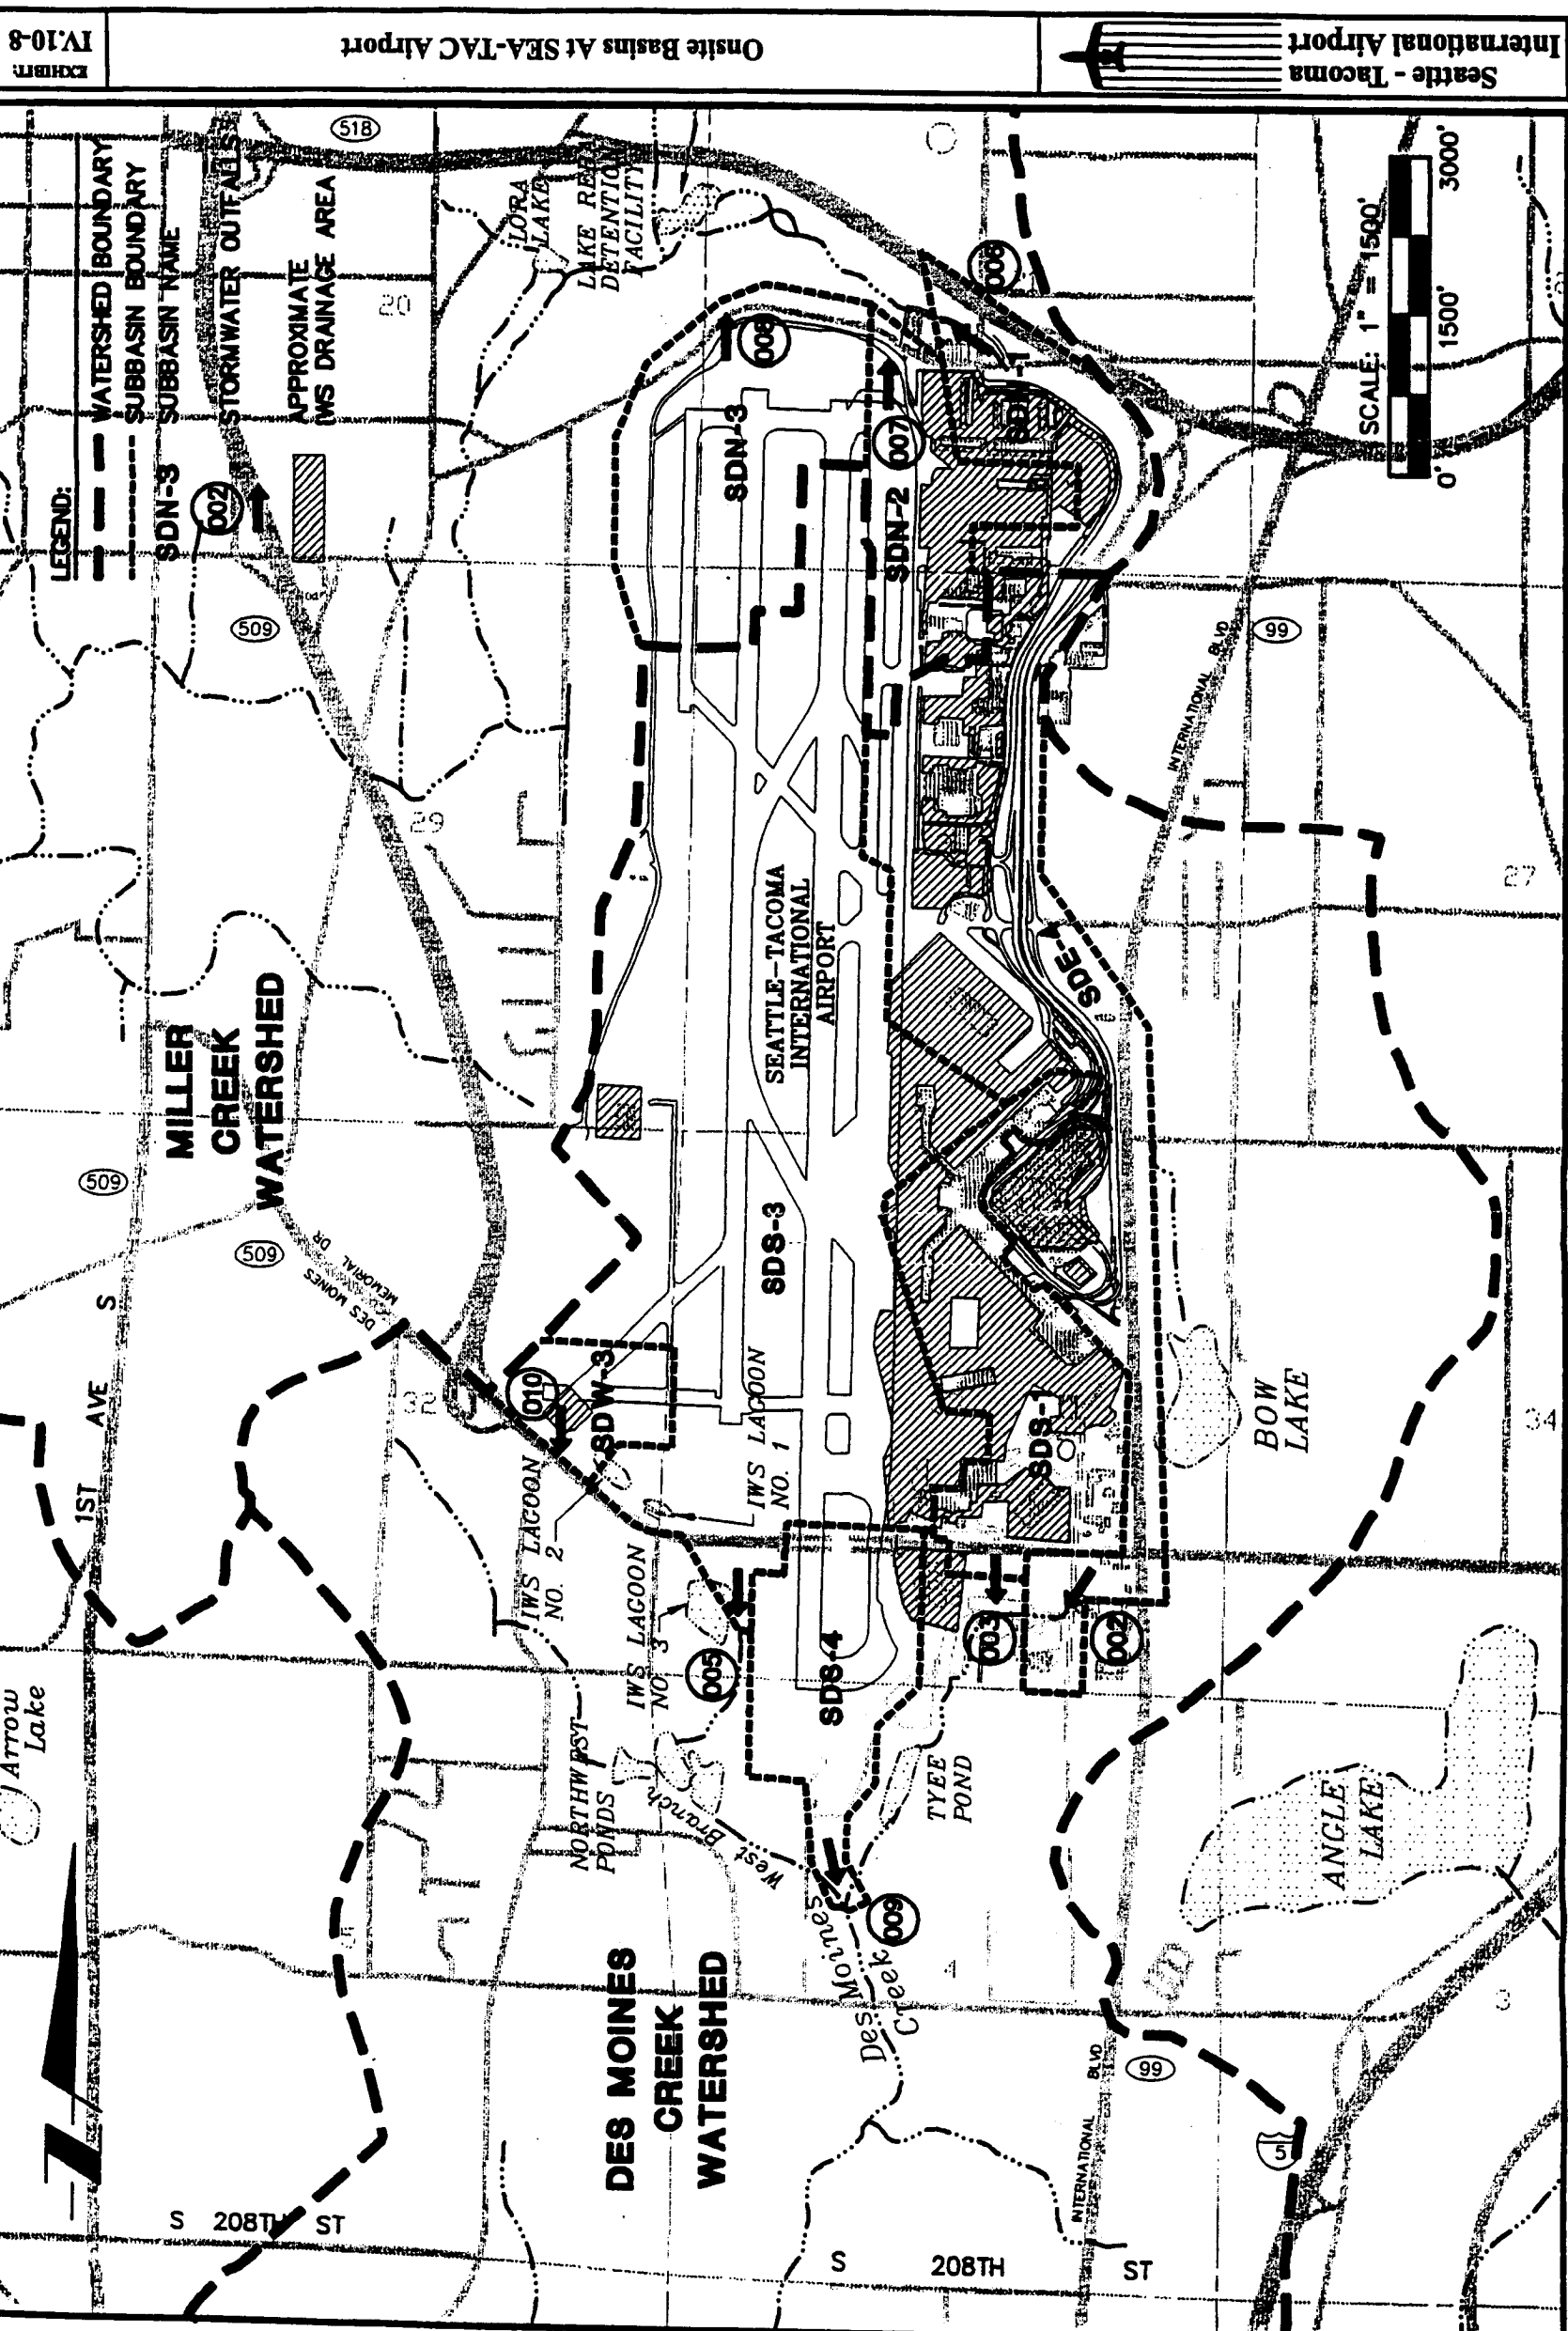 Seattle - Tacoma
International Airport
Onsite Basins At SEA-TAC Airport
EXHIBIT:
IV.10-8
LEGEND:
WATERSHED BOUNDARY
SUBBASIN BOUNDARY
SDN-3 SUBBASIN NAME
002 STORMWATER OUTFALLS
APPROXIMATE
IWS DRAINAGE AREA
518
20
LORA
LAKE
LAKE REBA
DETENTION
FACILITY
006
008
007
SDN-3
SDN-2
SCALE: 1" = 1500'
0' 1500' 3000'
509
29
INTERNATIONAL BLVD
99
27
SEATTLE-TACOMA
INTERNATIONAL
AIRPORT
MILLER
CREEK
WATERSHED
509
509
DES MOINES
MEMORIAL DR
SDS-3
1ST AVE S
32
010
SDW-3
IWS LAGOON
NO. 1
IWS LAGOON
NO. 2
IWS LAGOON
NO. 3
SDS-1
BOW
LAKE
34
005
SDS-4
003
002
Arrow
Lake
NORTHWEST
PONDS
West Branch
TYEE
POND
ANGLE
LAKE
009
Des Moines
Creek
DES MOINES
CREEK
WATERSHED
4
3
INTERNATIONAL BLVD
99
5
S 208TH ST
S 208TH ST